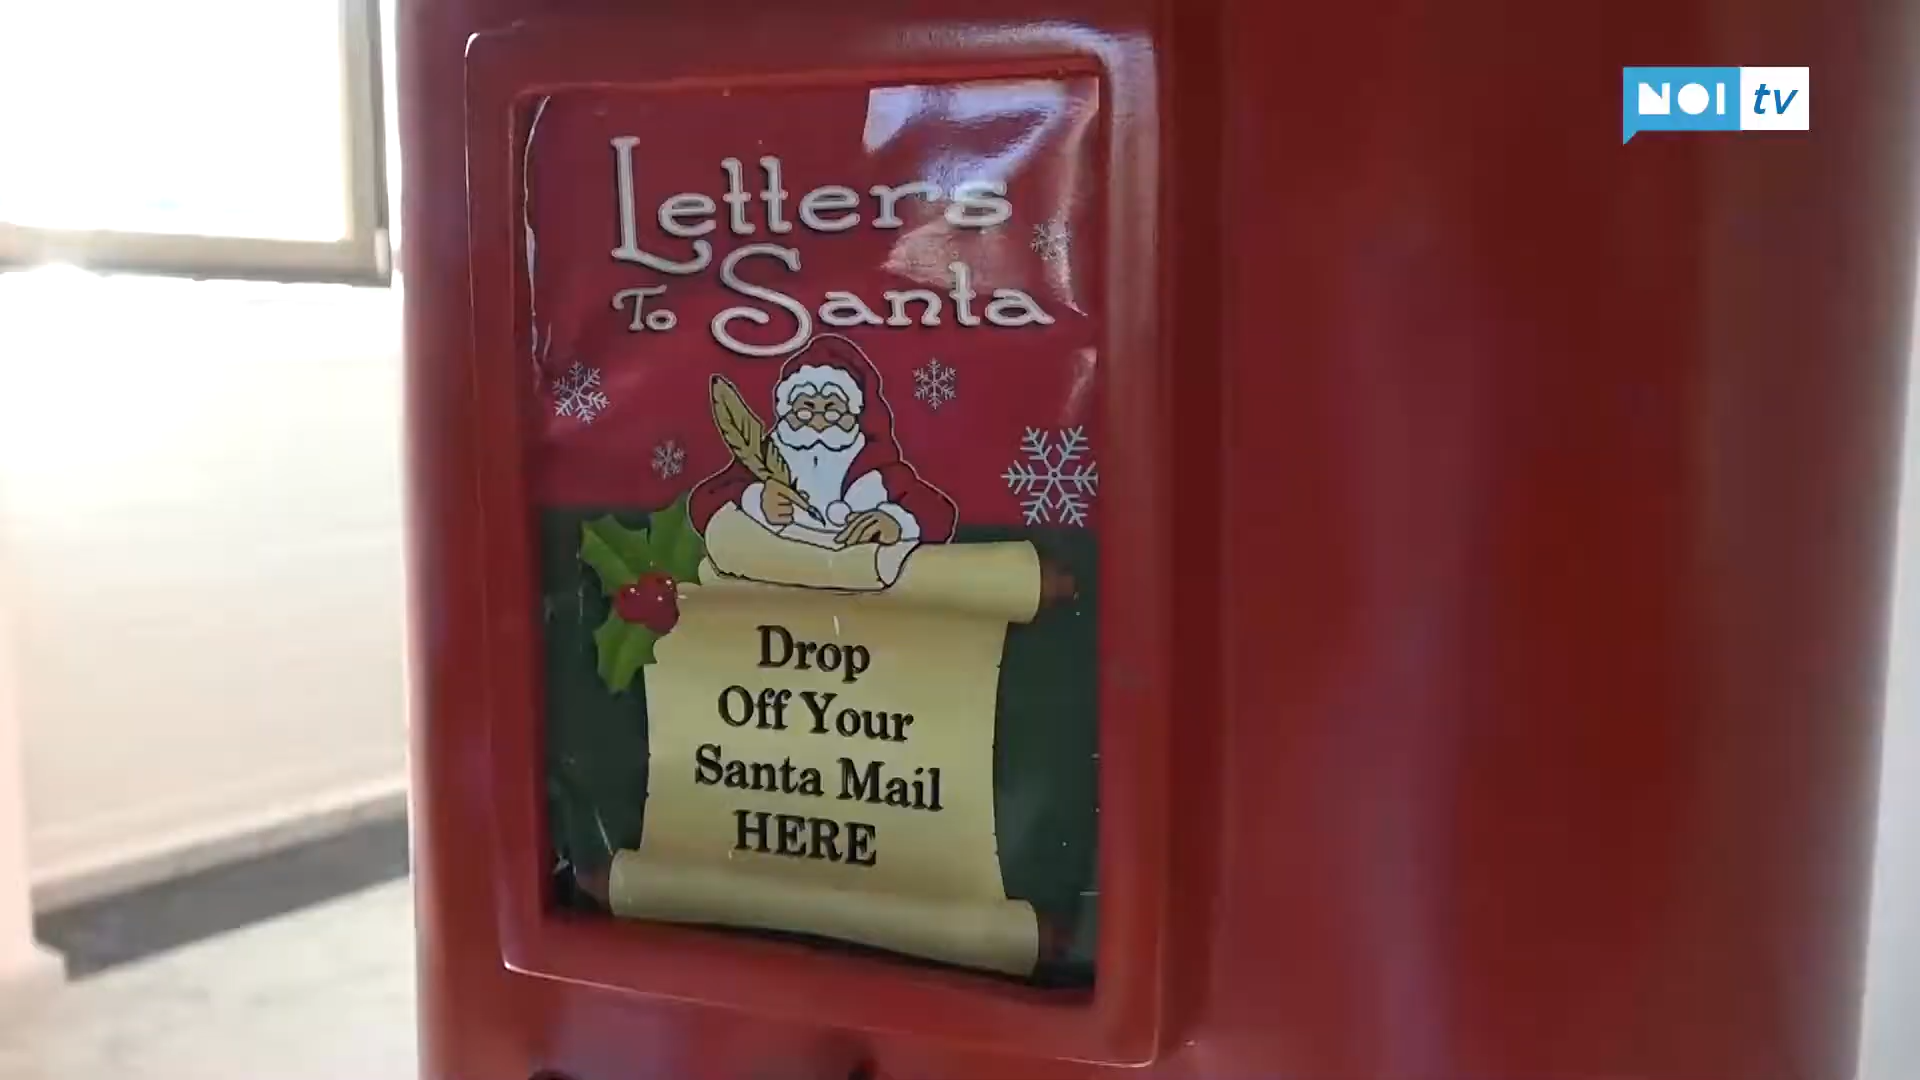 NOI tv
Letters
To Santa
Drop
Off Your
Santa Mail
HERE